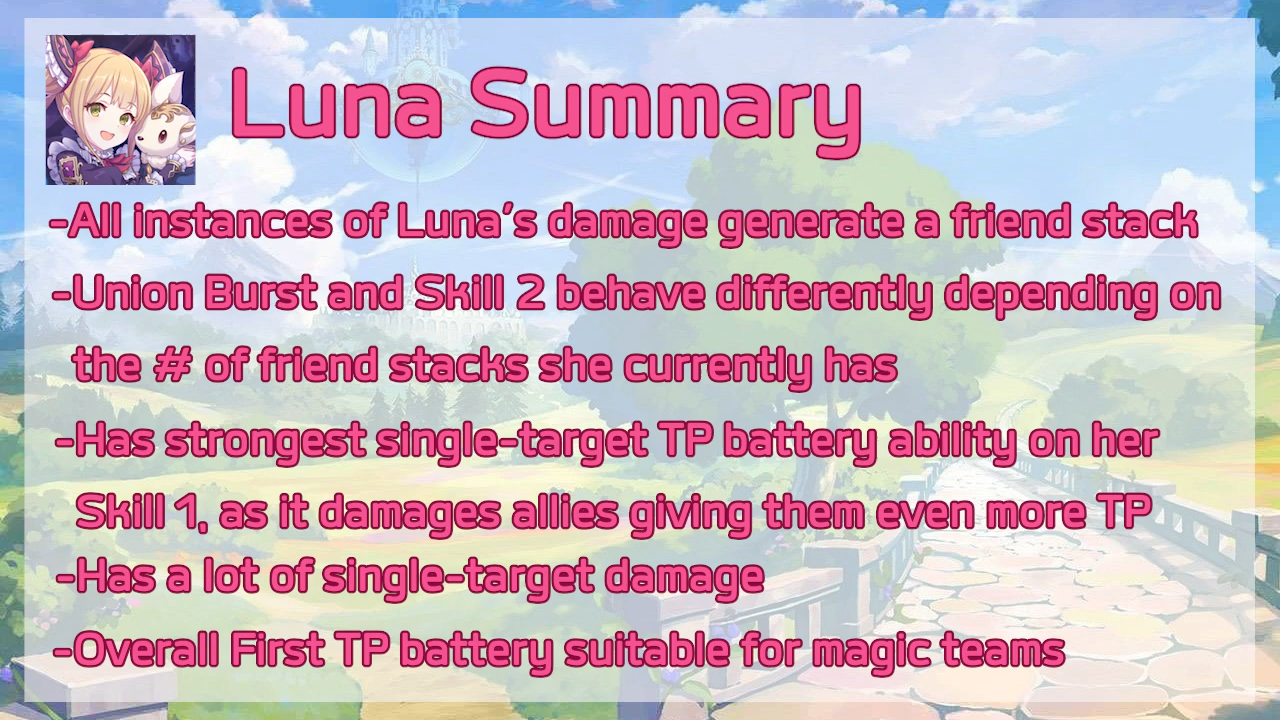 Luna Summary
-All instances of Luna's damage generate a friend stack
-Union Burst and Skill 2 behave differently depending on
the # of friend stacks she currently has
-Has strongest single-target TP battery ability on her
Skill 1, as it damages allies giving them even more TP
-Has a lot of single-target damage
-Overall First TP battery suitable for magic teams